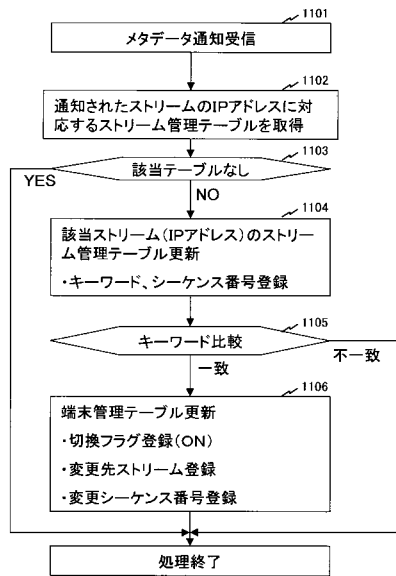 1101
メタデータ通知受信
1102
通知されたストリームのIPアドレスに対
応するストリーム管理テーブルを取得
1103
YES
該当テーブルなし
NO
1104
該当ストリーム(IPアドレス)のストリー
ム管理テーブル更新
・キーワード、シーケンス番号登録
1105
キーワード比較
一致
不一致
1106
端末管理テーブル更新
・切換フラグ登録(ON)
・変更先ストリーム登録
・変更シーケンス番号登録
処理終了